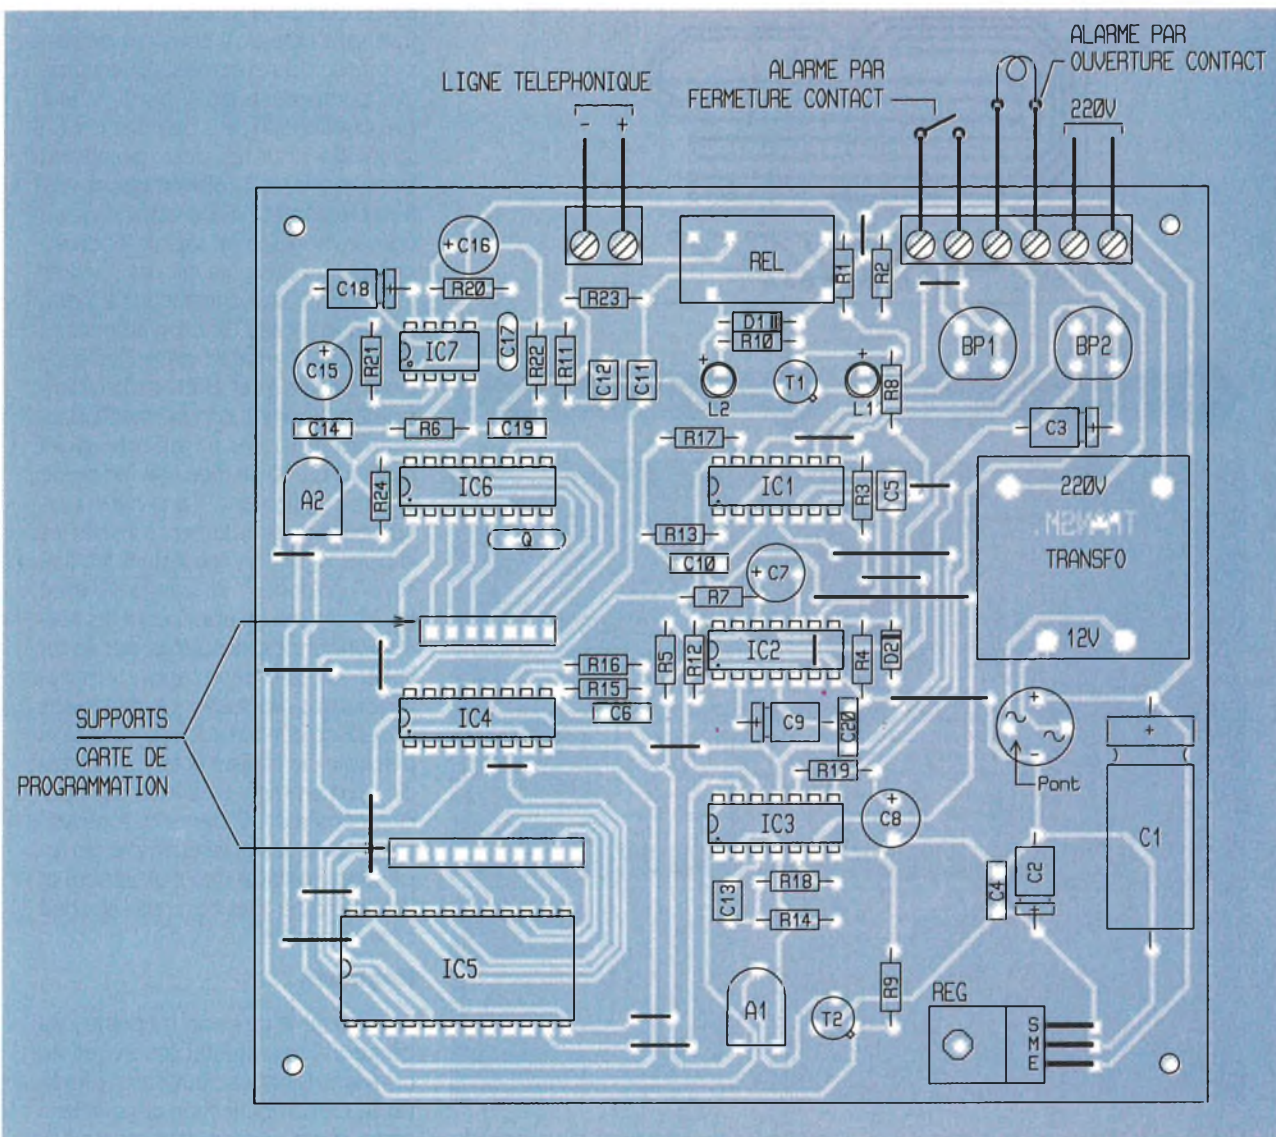 ALARME PAR
OUVERTURE CONTACT
ALARME PAR
FERMETURE CONTACT
LIGNE TELEPHONIQUE
220V
- +
+C16
REL
R1
R2
C18
R20
R23
D1
R10
BP1
BP2
IC7
C17
R21
R22
R11
C12
C11
+
C15
+
L2
T1
+
L1
R8
C14
R6
C19
R17
C3
A2
R24
IC6
IC1
R3
C5
220V
TRANSFO
12V
Q
R13
C10
+C7
R7
SUPPORTS
CARTE DE
PROGRAMMATION
R16
R15
C6
R5
R12
IC2
R4
D2
IC4
C9
C20
R19
+
-
Pont
+
C1
IC3
+
C8
C13
R18
R14
C4
C2
IC5
A1
T2
R9
REG
S
M
E